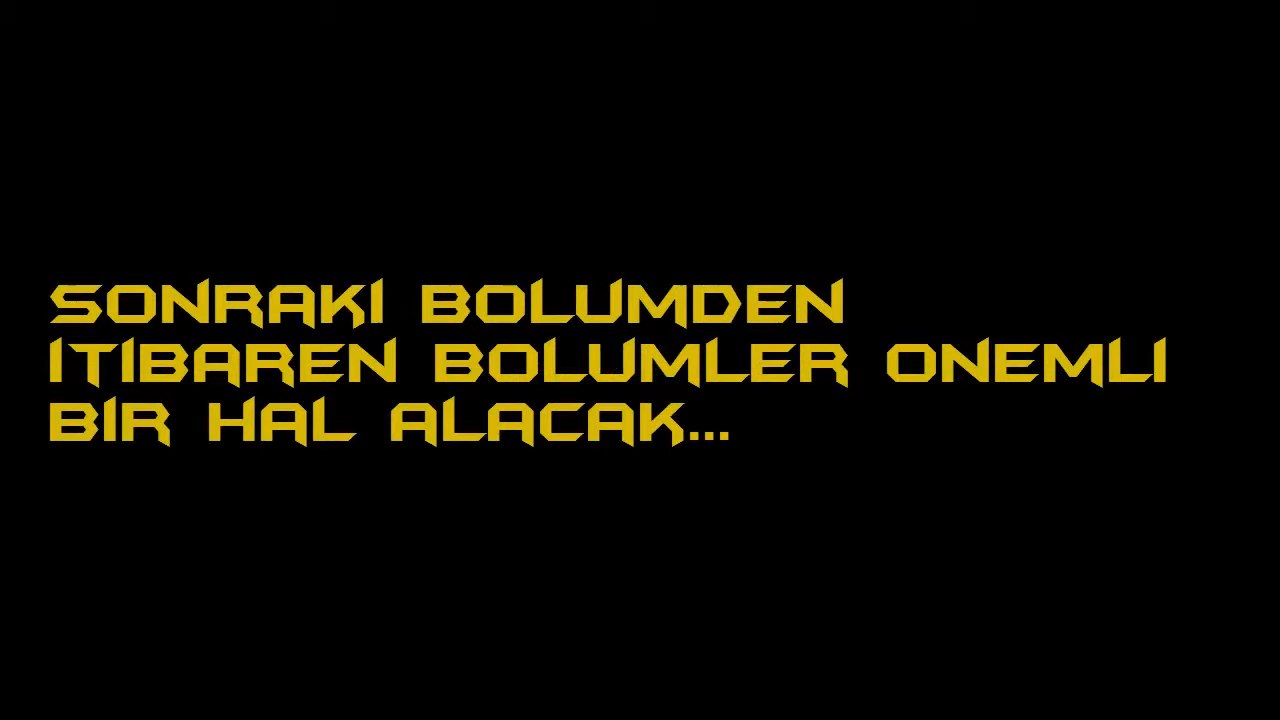 SONRAKI BOLUMDEN
ITIBAREN BOLUMLER ONEMLI
BIR HAL ALACAK...